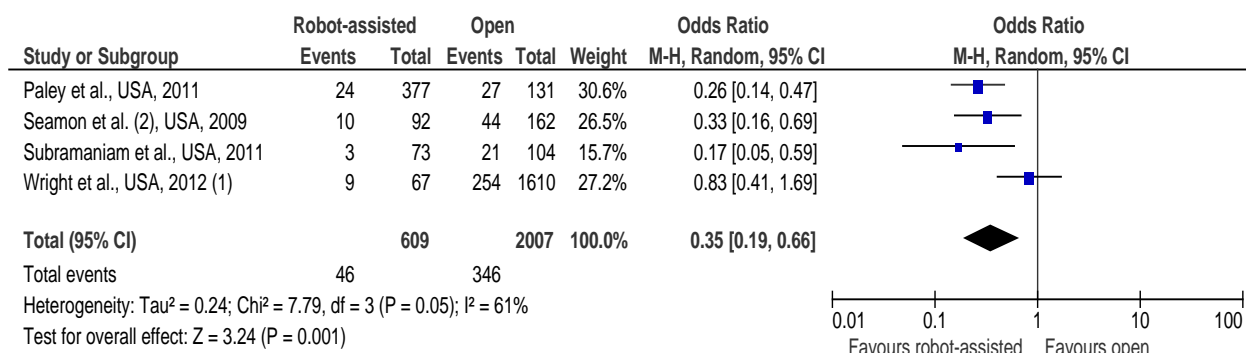 Robot-assisted Open Odds Ratio Odds Ratio
Study or Subgroup Events Total Events Total Weight M-H, Random, 95% CI M-H, Random, 95% CI
Paley et al., USA, 2011 24 377 27 131 30.6% 0.26 [0.14, 0.47]
Seamon et al. (2), USA, 2009 10 92 44 162 26.5% 0.33 [0.16, 0.69]
Subramaniam et al., USA, 2011 3 73 21 104 15.7% 0.17 [0.05, 0.59]
Wright et al., USA, 2012 (1) 9 67 254 1610 27.2% 0.83 [0.41, 1.69]
Total (95% CI) 609 2007 100.0% 0.35 [0.19, 0.66]
Total events 46 346
Heterogeneity: Tau² = 0.24; Chi² = 7.79, df = 3 (P = 0.05); I² = 61%
Test for overall effect: Z = 3.24 (P = 0.001)
0.01 0.1 1 10 100
Favours robot-assisted Favours open